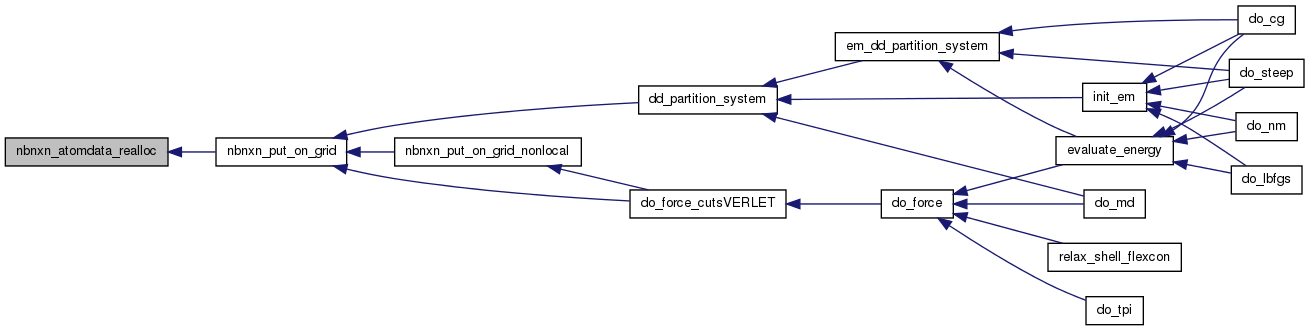 nbnxn_atomdata_realloc
nbnxn_put_on_grid
nbnxn_put_on_grid_nonlocal
dd_partition_system
do_force_cutsVERLET
em_dd_partition_system
do_force
init_em
evaluate_energy
do_md
relax_shell_flexcon
do_tpi
do_cg
do_steep
do_nm
do_lbfgs